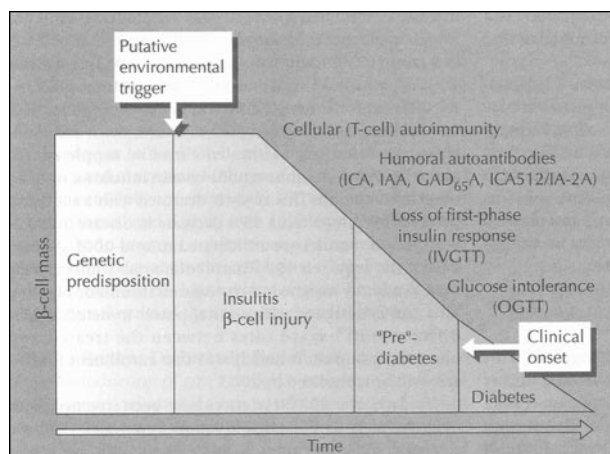 Putative
environmental
trigger
Cellular (T-cell) autoimmunity
Humoral autoantibodies
(ICA, IAA, GAD65A, ICA512/IA-2A)
Loss of first-phase
insulin response
(IVGTT)
Glucose intolerance
(OGTT)
β-cell mass
Genetic
predisposition
Insulitis
β-cell injury
"Pre"-
diabetes
Clinical
onset
Diabetes
Time